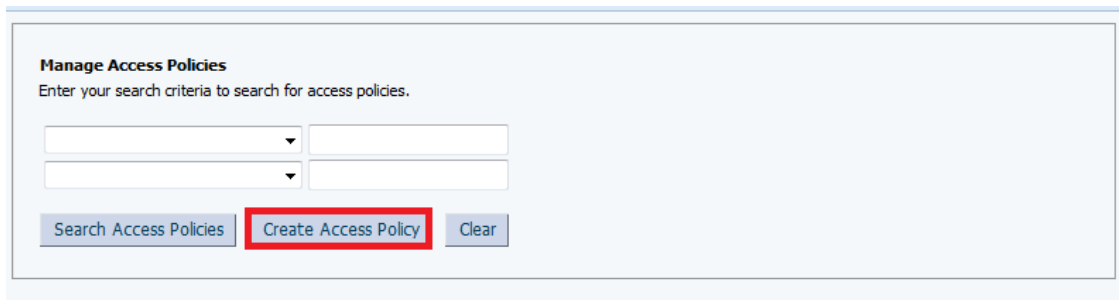 Manage Access Policies
Enter your search criteria to search for access policies.
Search Access Policies Create Access Policy Clear